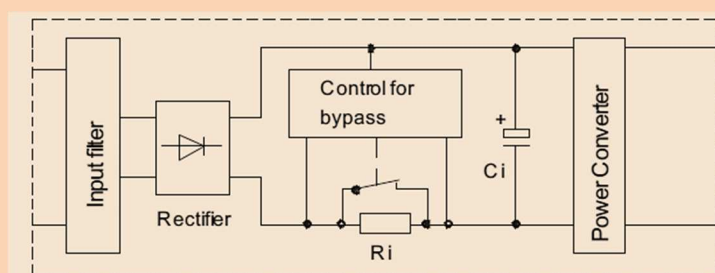 Input filter
Rectifier
Control for
bypass
Ri
+
Ci
Power Converter